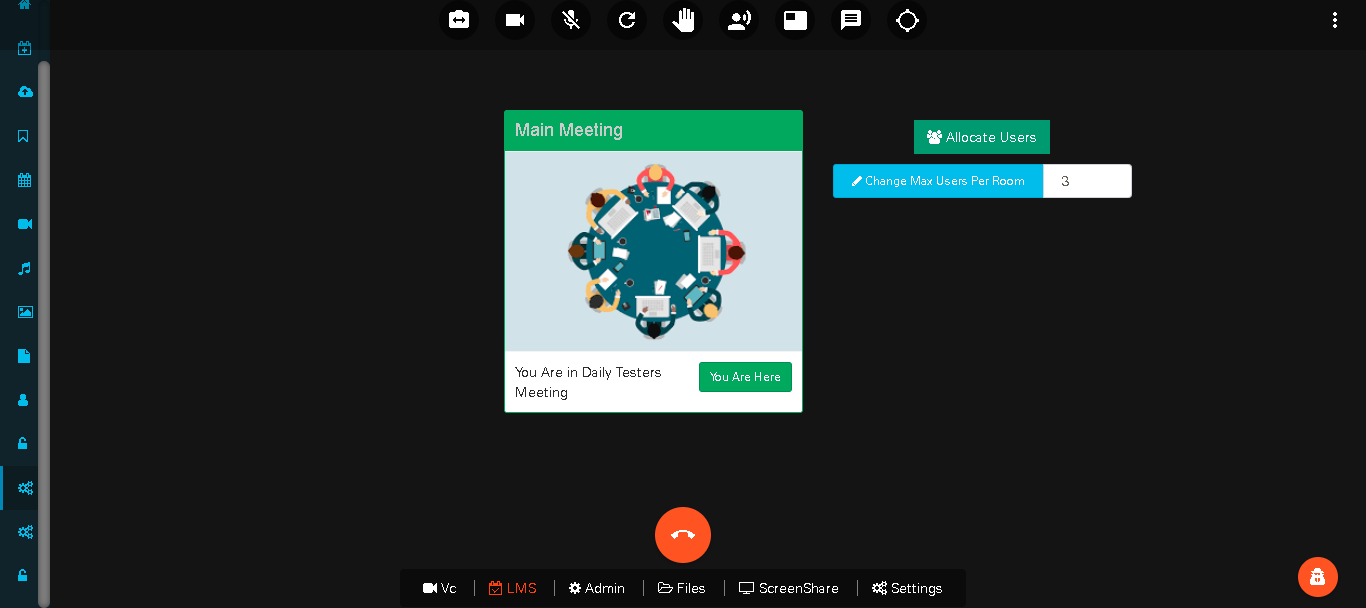 Main Meeting
Allocate Users
Change Max Users Per Room 3
You Are in Daily Testers
Meeting
You Are Here
Vc LMS Admin Files ScreenShare Settings